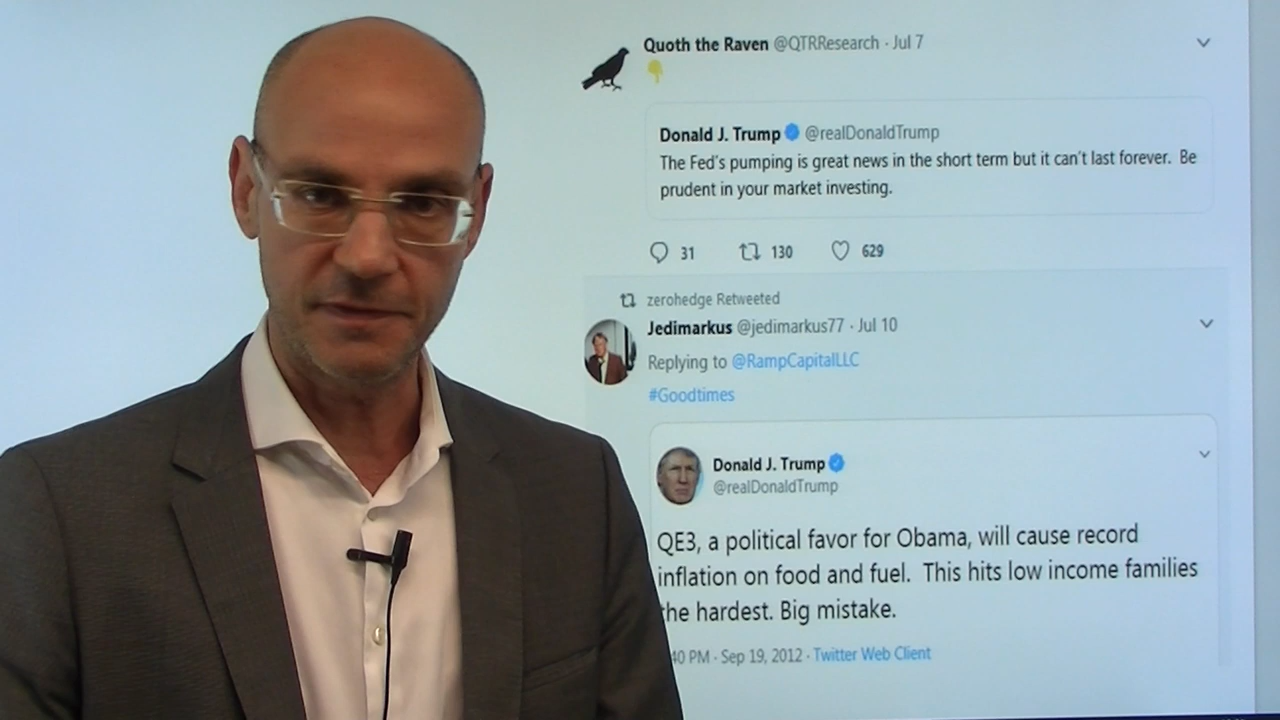 Quoth the Raven @QTRResearch · Jul 7
Donald J. Trump @realDonaldTrump
The Fed's pumping is great news in the short term but it can't last forever. Be
prudent in your market investing.
31 130 629
zerohedge Retweeted
Jedimarkus @jedimarkus77 · Jul 10
Replying to @RampCapitalLLC
#Goodtimes
Donald J. Trump
@realDonaldTrump
QE3, a political favor for Obama, will cause record
inflation on food and fuel. This hits low income families
the hardest. Big mistake.
40 PM · Sep 19, 2012 · Twitter Web Client